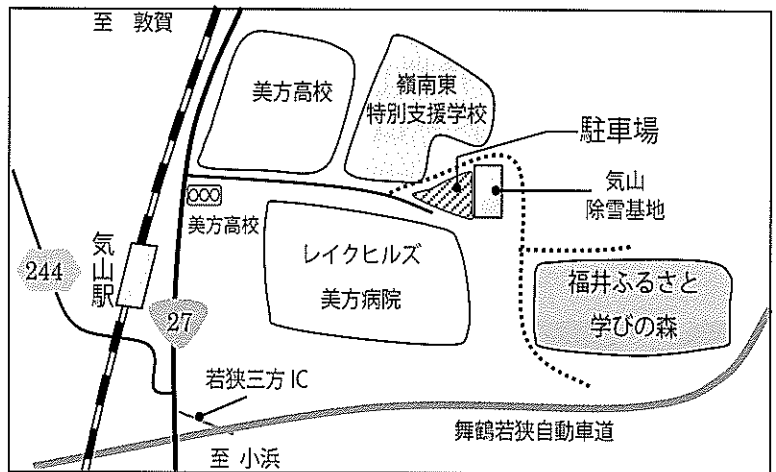 至 敦賀
美方高校
嶺南東
特別支援学校
駐車場
気山
除雪基地
美方高校
レイクヒルズ
美方病院
244
気山駅
27
福井ふるさと
学びの森
若狭三方 IC
舞鶴若狭自動車道
至 小浜